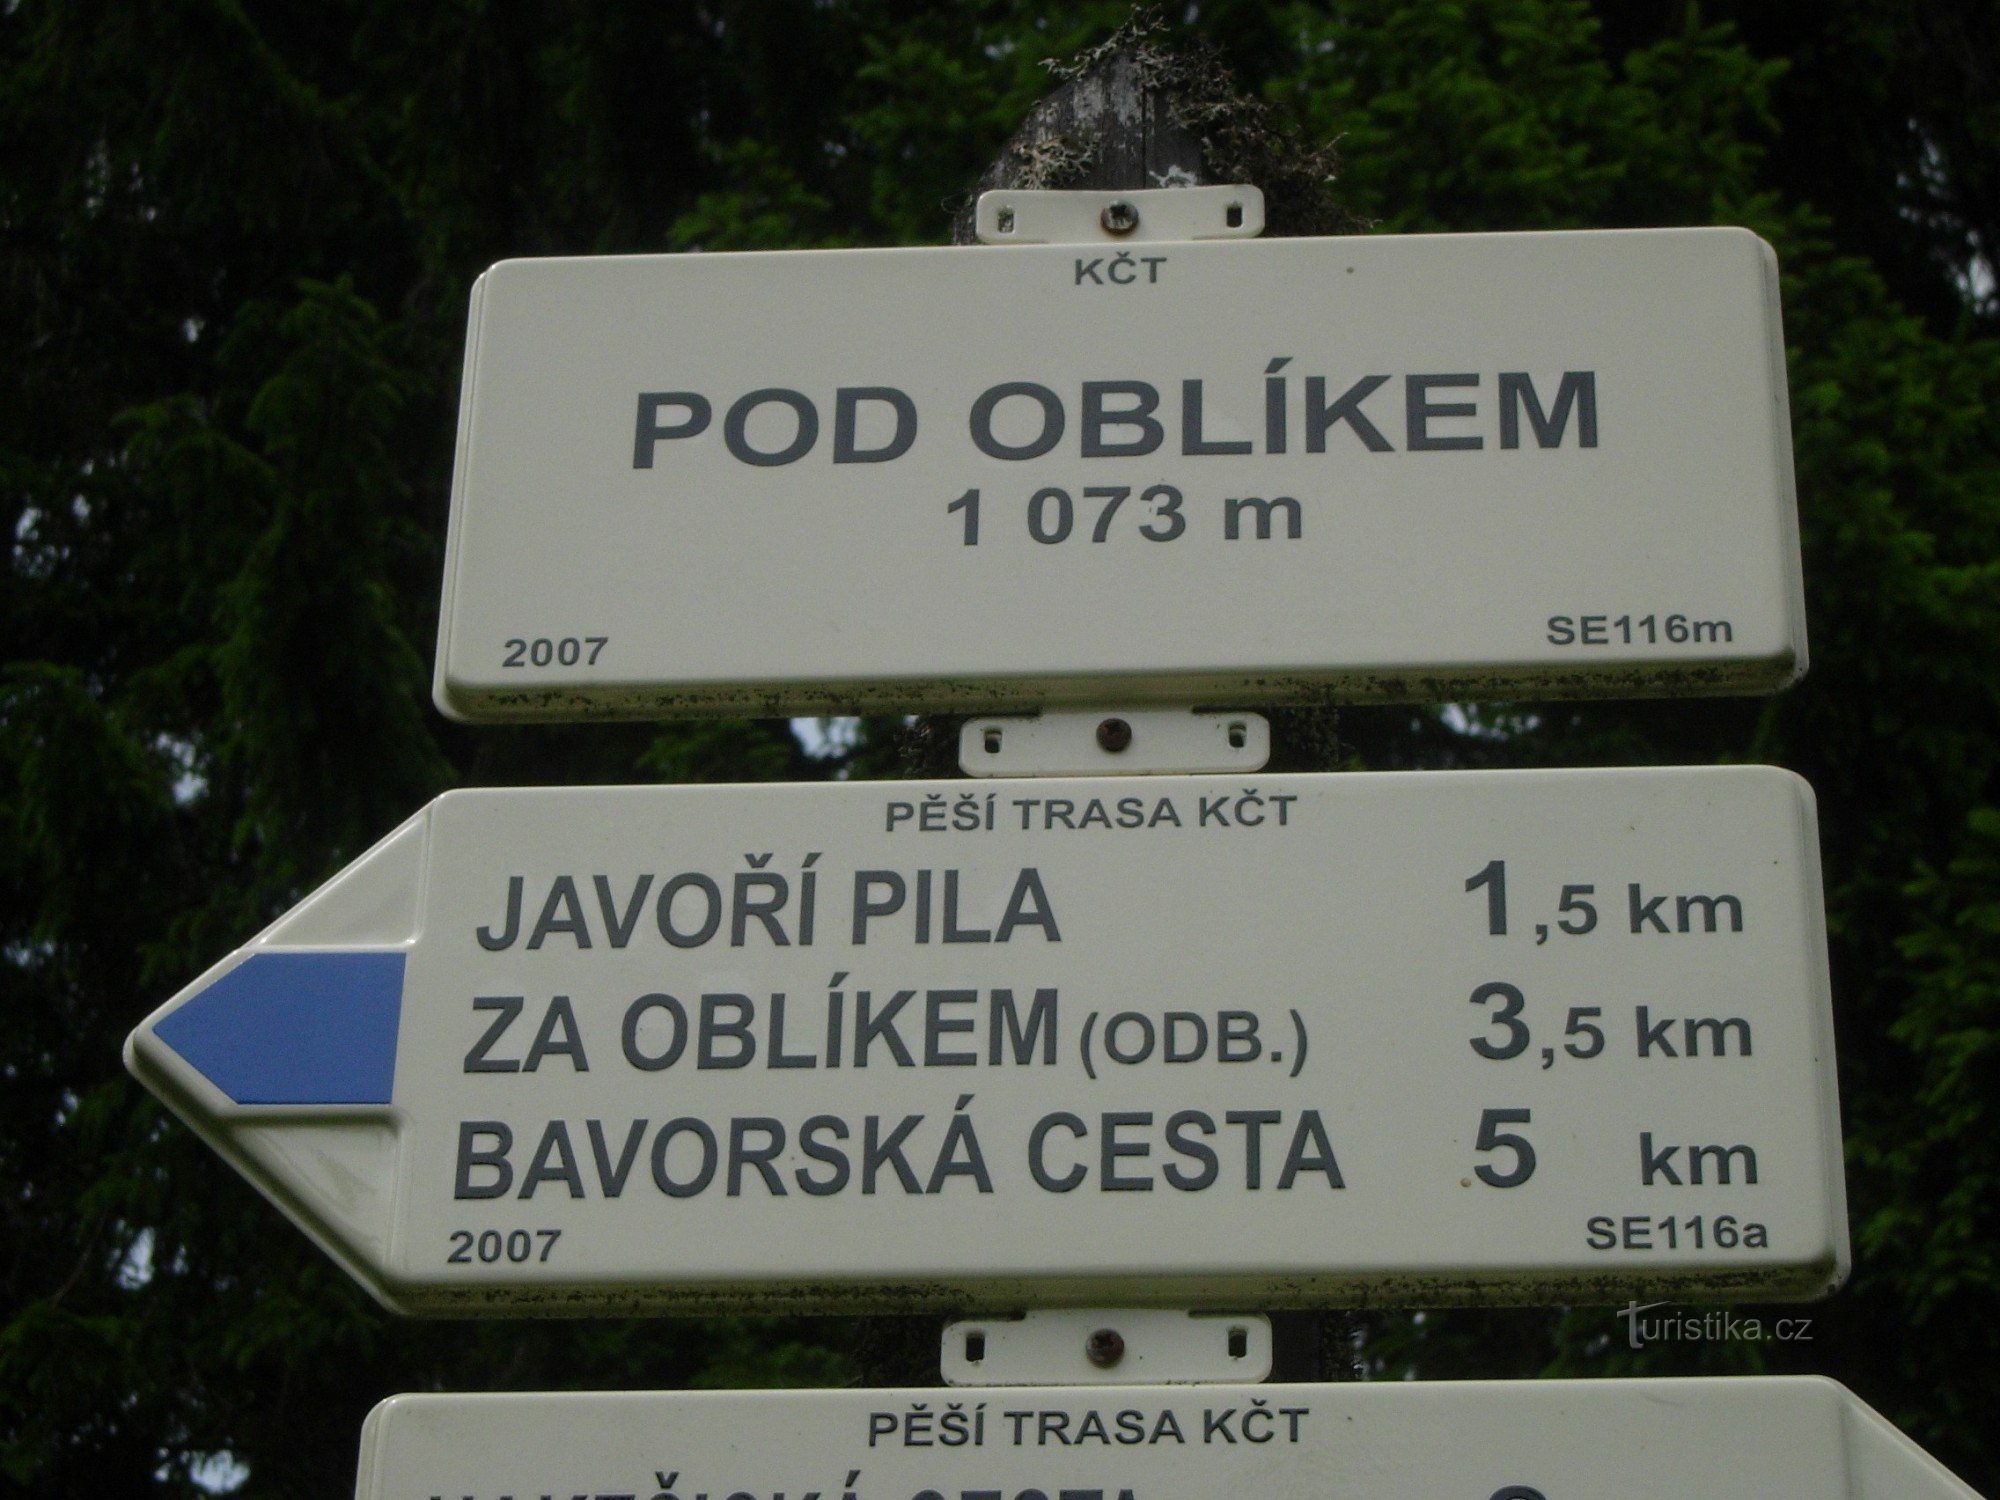 KČT
POD OBLÍKEM
1 073 m
2007 SE116m
PĚŠÍ TRASA KČT
JAVOŘÍ PILA 1,5 km
ZA OBLÍKEM (ODB.) 3,5 km
BAVORSKÁ CESTA 5 km
2007 SE116a
Turistika.cz
PĚŠÍ TRASA KČT